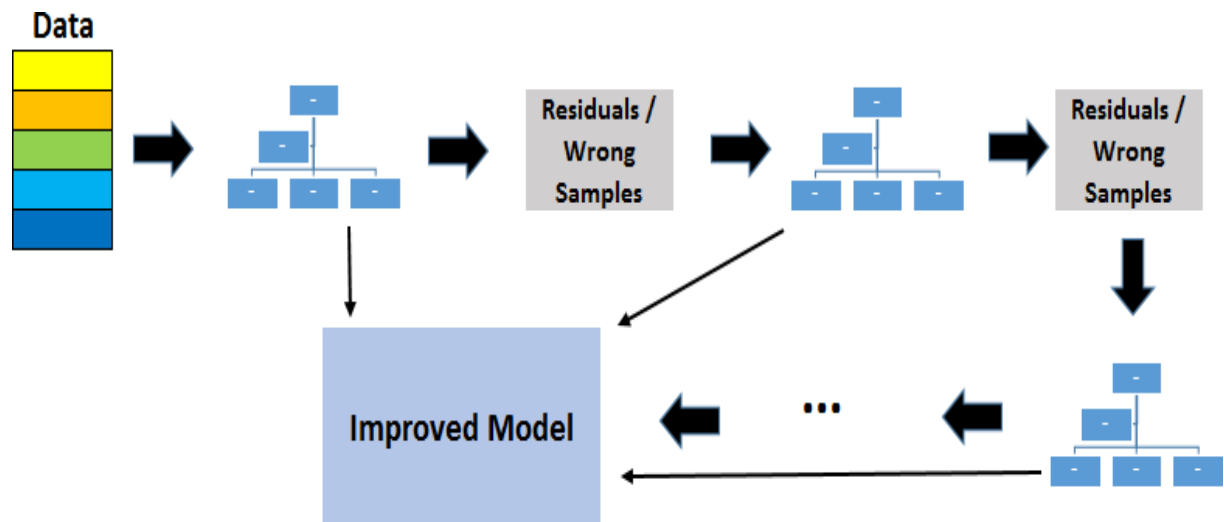 Data
-
-
-
-
-
Residuals /
Wrong
Samples
-
-
-
-
-
Residuals /
Wrong
Samples
Improved Model
...
-
-
-
-
-